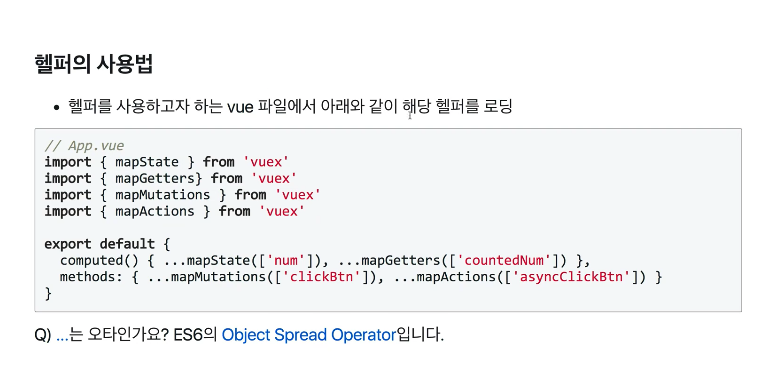 헬퍼의 사용법
• 헬퍼를 사용하고자 하는 vue 파일에서 아래와 같이 해당 헬퍼를 로딩
// App.vue
import { mapState } from 'vuex'
import { mapGetters} from 'vuex'
import { mapMutations } from 'vuex'
import { mapActions } from 'vuex'
export default {
computed() { ...mapState(['num']), ...mapGetters(['countedNum']) },
methods: { ...mapMutations(['clickBtn']), ...mapActions(['asyncClickBtn']) }
}
Q) ...는 오타인가요? ES6의 Object Spread Operator입니다.